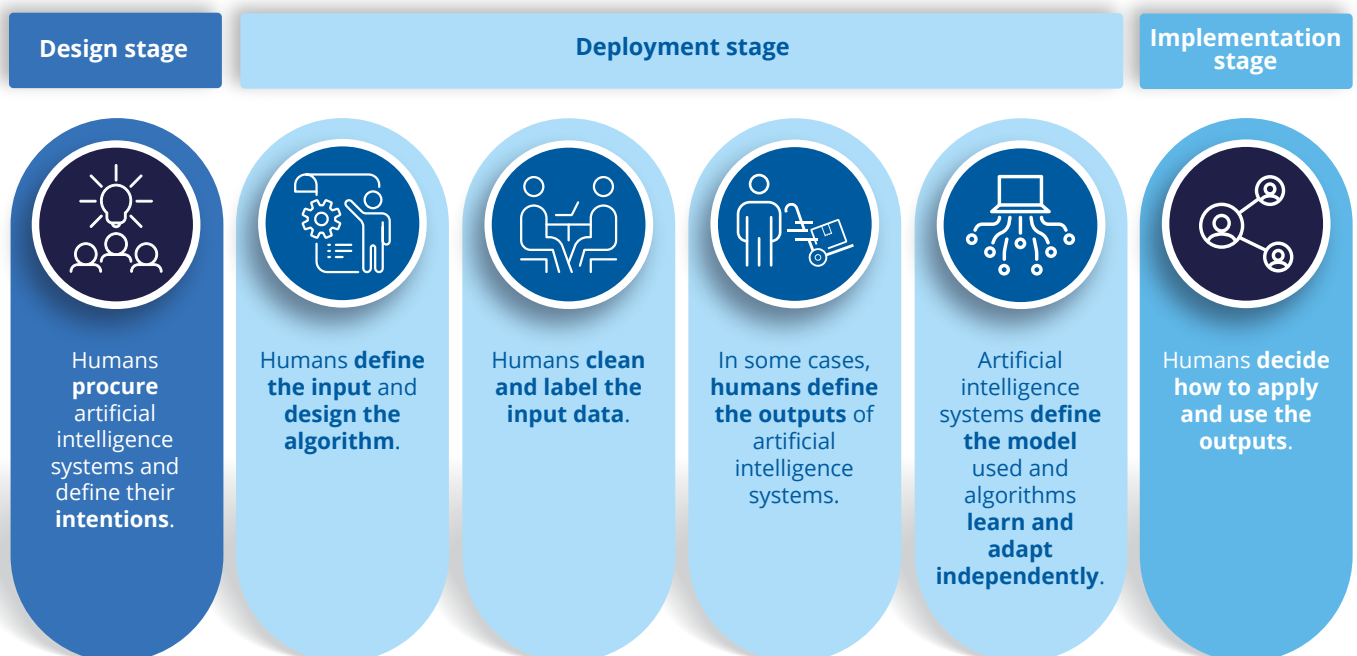 Design stage
Deployment stage
Implementation
stage
Humans
procure
artificial
intelligence
systems and
define their
intentions.
Humans define
the input and
design the
algorithm.
Humans clean
and label the
input data.
In some cases,
humans define
the outputs of
artificial
intelligence
systems.
Artificial
intelligence
systems define
the model
used and
algorithms
learn and
adapt
independently.
Humans decide
how to apply
and use the
outputs.